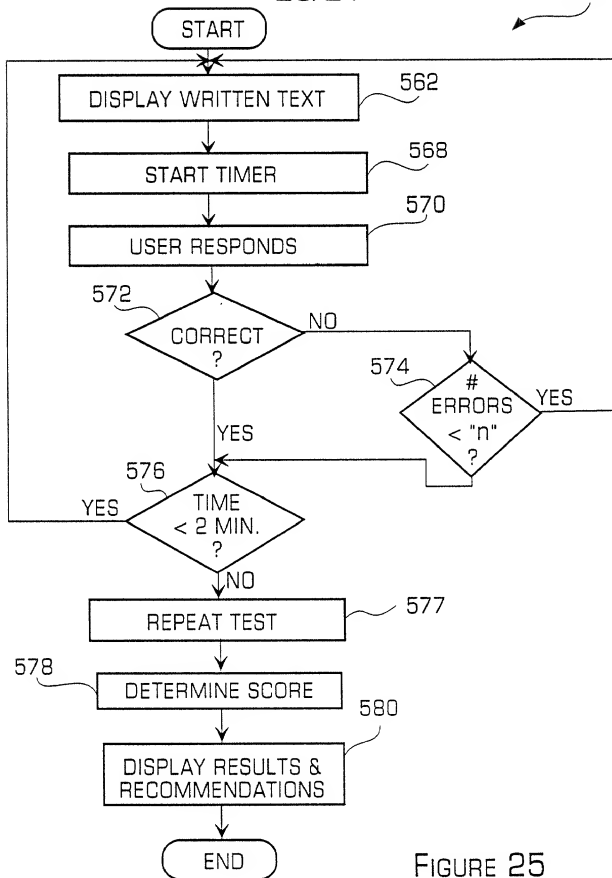 START
DISPLAY WRITTEN TEXT
562
START TIMER
568
USER RESPONDS
570
572
CORRECT
?
NO
574
#
ERRORS
< "n"
?
YES
YES
576
TIME
< 2 MIN.
?
YES
NO
REPEAT TEST
577
578
DETERMINE SCORE
580
DISPLAY RESULTS &
RECOMMENDATIONS
END
FIGURE 25